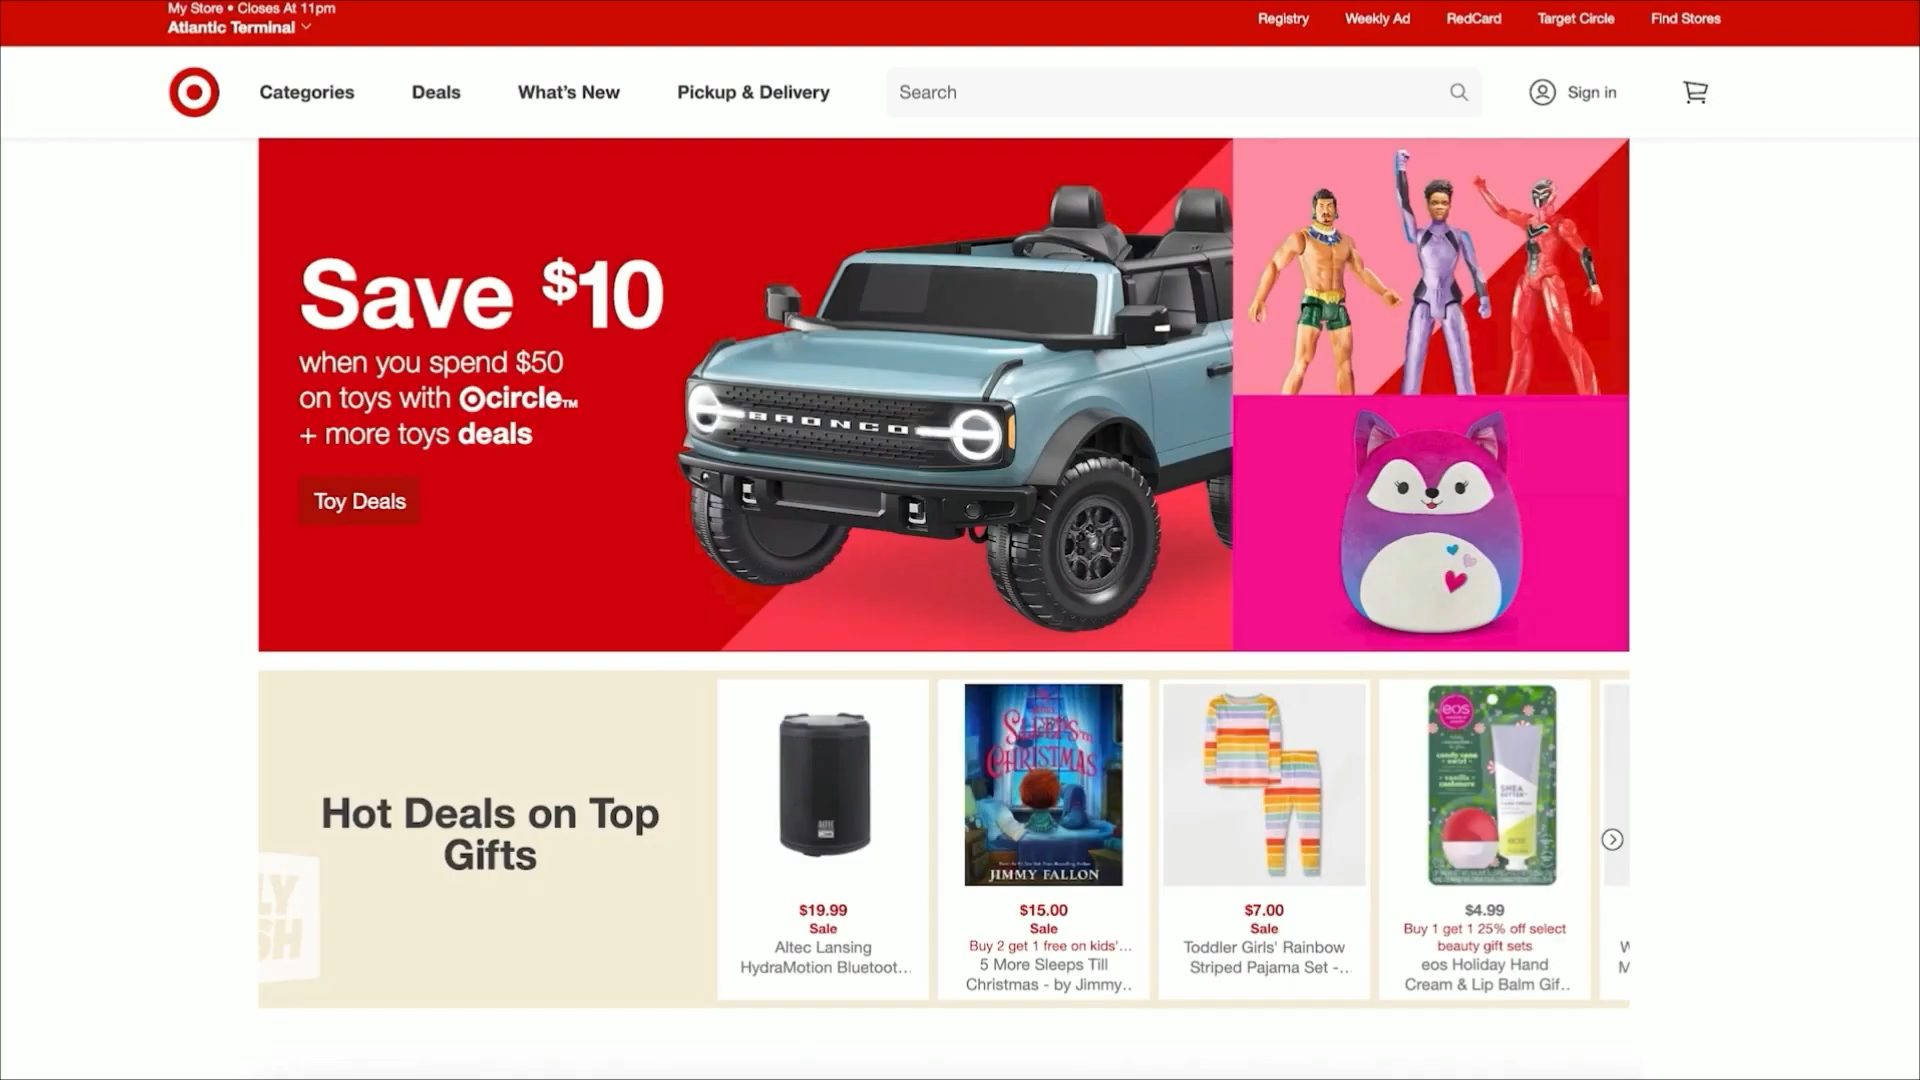 My Store • Closes At 11pm
Atlantic Terminal
Registry
Weekly Ad
RedCard
Target Circle
Find Stores
Categories
Deals
What's New
Pickup & Delivery
Search
Sign in
Save $10
when you spend $50
on toys with circle™
+ more toys deals
Toy Deals
BRONCO
Hot Deals on Top
Gifts
$19.99
Sale
Altec Lansing
HydraMotion Bluetoot...
SLEEPS
CHRISTMAS
JIMMY FALLON
$15.00
Sale
Buy 2 get 1 free on kids'...
5 More Sleeps Till
Christmas - by Jimmy..
$7.00
Sale
Toddler Girls' Rainbow
Striped Pajama Set -...
eos
SHEA
eos
$4.99
Buy 1 get 1 25% off select
beauty gift sets
eos Holiday Hand
Cream & Lip Balm Gif..